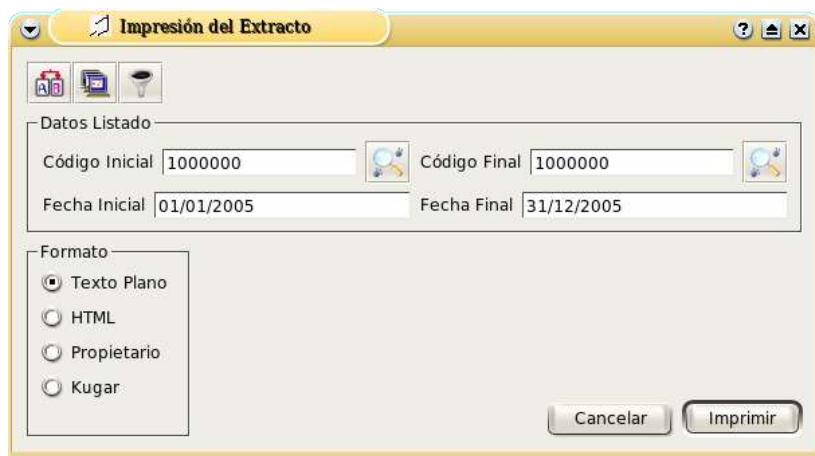 Impresión del Extracto
Datos Listado
Código Inicial 1000000 Código Final 1000000
Fecha Inicial 01/01/2005 Fecha Final 31/12/2005
Formato
Texto Plano
HTML
Propietario
Kugar
Cancelar Imprimir